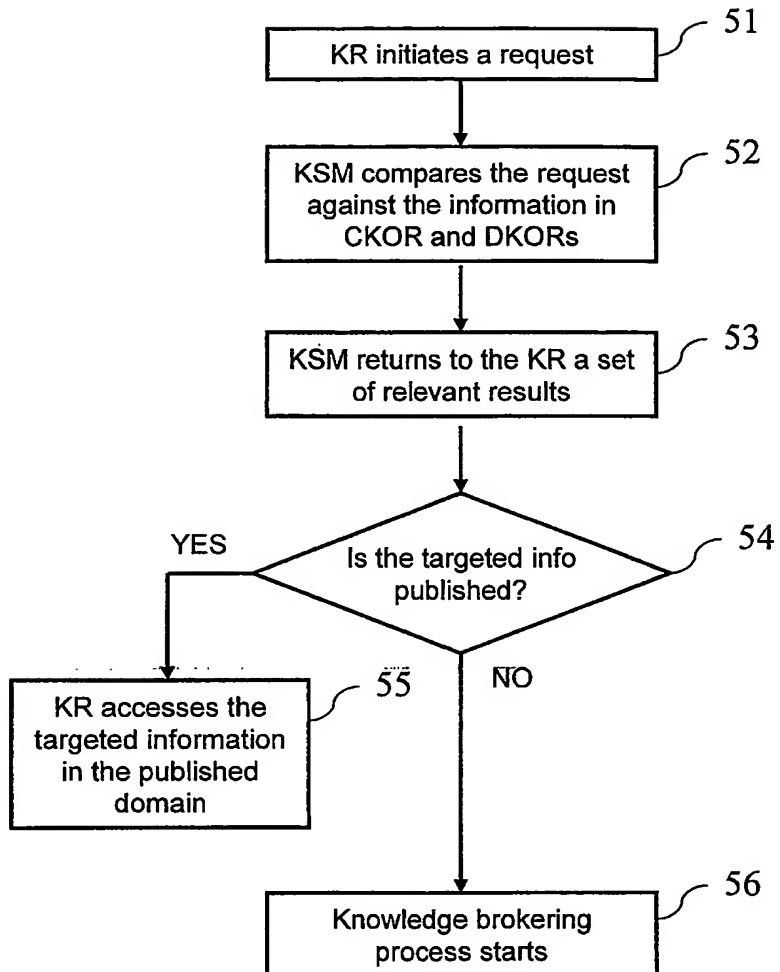 51
KR initiates a request
52
KSM compares the request
against the information in
CKOR and DKORs
53
KSM returns to the KR a set
of relevant results
54
YES
Is the targeted info
published?
55
NO
KR accesses the
targeted information
in the published
domain
56
Knowledge brokering
process starts